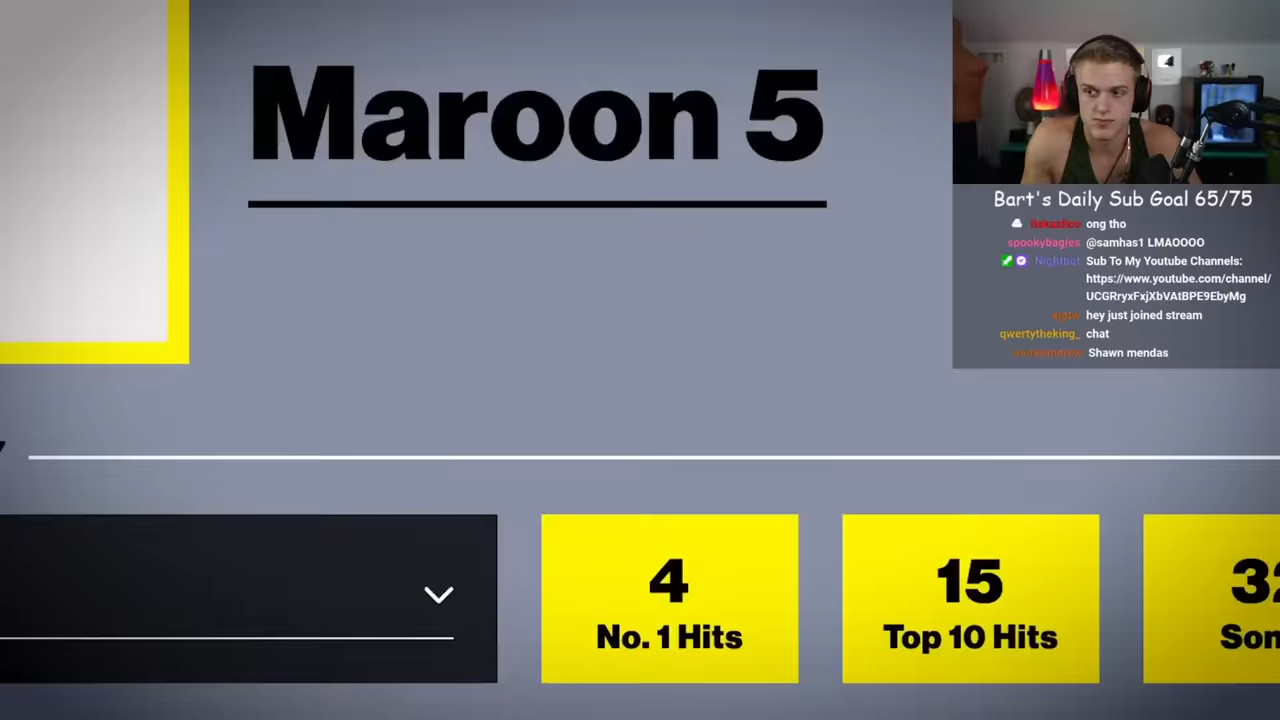 Maroon 5
Bart's Daily Sub Goal 65/75
ong tho
spookybagles @samhas1 LMAOOOO
Nightbot Sub To My Youtube Channels:
https://www.youtube.com/channel/
UCGRryxFxjXbVAtBPE9EbyMg
hey just joined stream
qwertytheking_ chat
Shawn mendas
4
No. 1 Hits
15
Top 10 Hits